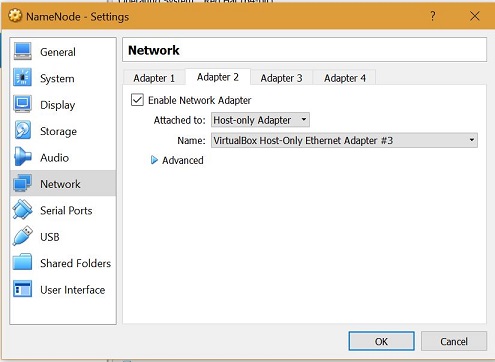 NameNode - Settings
? ×
General
System
Display
Storage
Audio
Network
Serial Ports
USB
Shared Folders
User Interface
Network
Adapter 1 Adapter 2 Adapter 3 Adapter 4
Enable Network Adapter
Attached to: Host-only Adapter
Name: VirtualBox Host-Only Ethernet Adapter #3
Advanced
OK Cancel